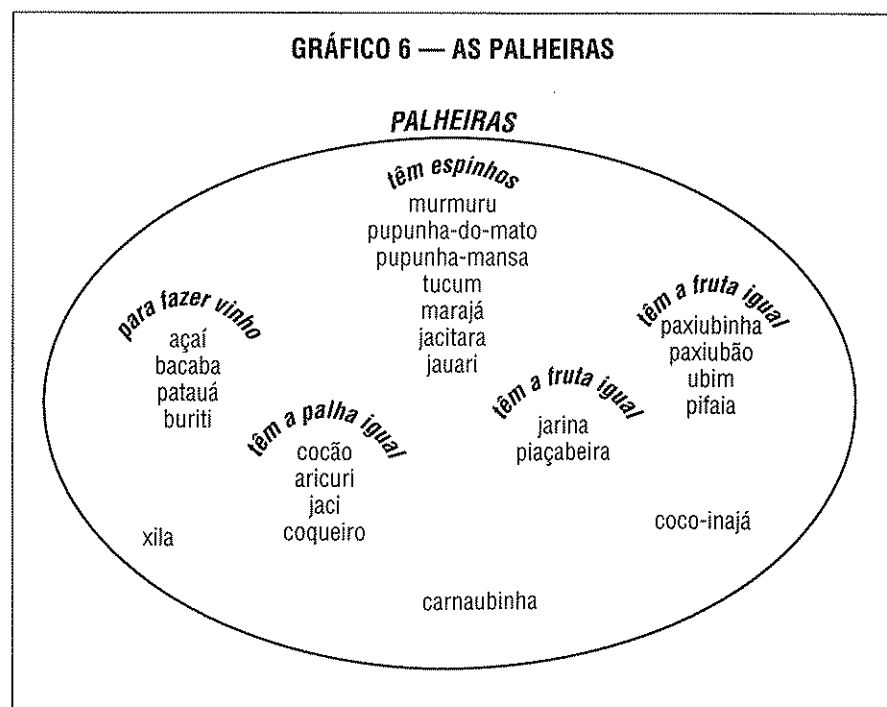 GRÁFICO 6 — AS PALHEIRAS
PALHEIRAS
têm espinhos
murmuru
pupunha-do-mato
pupunha-mansa
tucum
marajá
jacitara
jauari
para fazer vinho
açaí
bacaba
patauá
buriti
têm a palha igual
cocão
aricuri
jaci
coqueiro
têm a fruta igual
jarina
piaçabeira
têm a fruta igual
paxiubinha
paxiubão
ubim
pifaia
xila
coco-inajá
carnaubinha